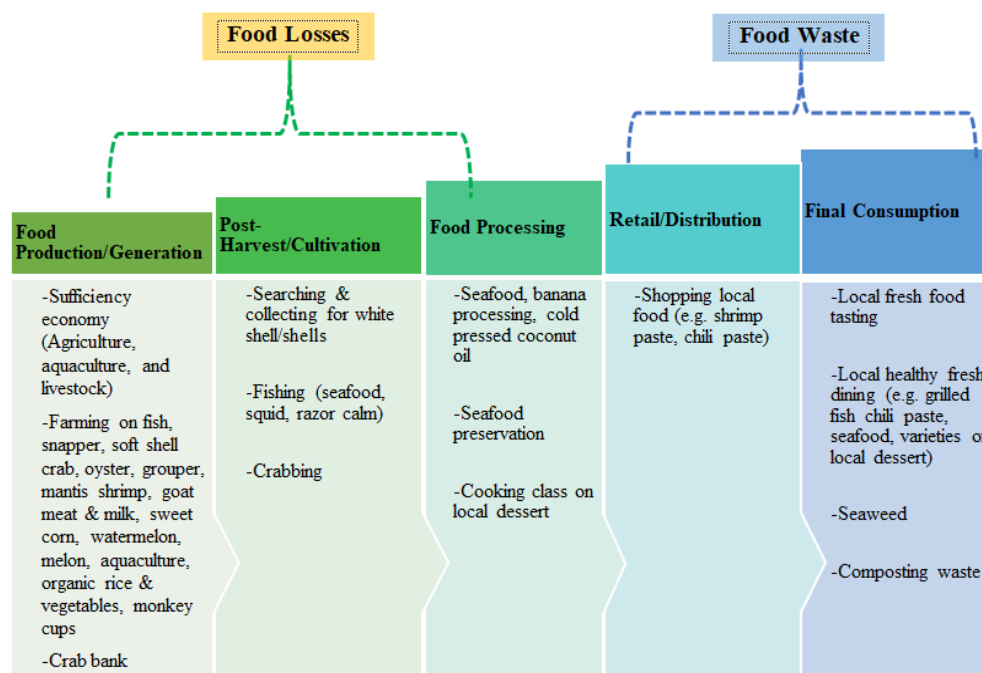 Food Losses
Food Waste
Food
Production/Generation
-Sufficiency
economy
(Agriculture,
aquaculture, and
livestock)
-Farming on fish,
snapper, soft shell
crab, oyster, grouper,
mantis shrimp, goat
meat & milk, sweet
corn, watermelon,
melon, aquaculture,
organic rice &
vegetables, monkey
cups
-Crab bank
Post-
Harvest/Cultivation
-Searching &
collecting for white
shell/shells
-Fishing (seafood,
squid, razor calm)
-Crabbing
Food Processing
-Seafood, banana
processing, cold
pressed coconut
oil
-Seafood
preservation
-Cooking class on
local dessert
Retail/Distribution
-Shopping local
food (e.g. shrimp
paste, chili paste)
Final Consumption
-Local fresh food
tasting
-Local healthy fresh
dining (e.g. grilled
fish chili paste,
seafood, varieties o
local dessert)
-Seaweed
-Composting waste